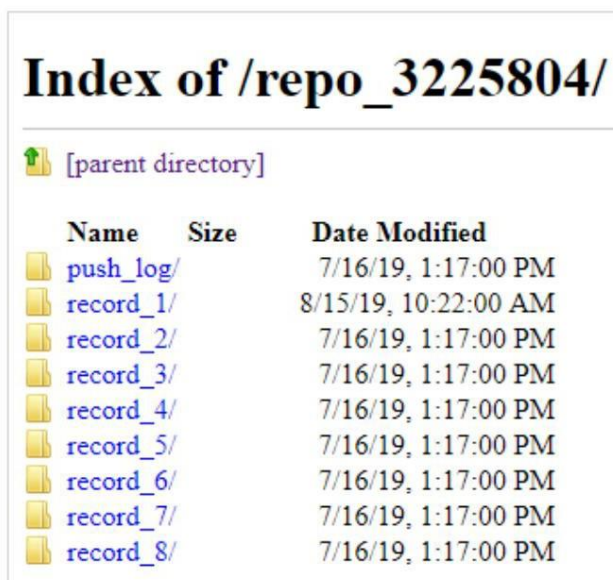 Index of /repo_3225804/
[parent directory]
Name Size Date Modified
push_log/ 7/16/19, 1:17:00 PM
record_1/ 8/15/19, 10:22:00 AM
record_2/ 7/16/19, 1:17:00 PM
record_3/ 7/16/19, 1:17:00 PM
record_4/ 7/16/19, 1:17:00 PM
record_5/ 7/16/19, 1:17:00 PM
record_6/ 7/16/19, 1:17:00 PM
record_7/ 7/16/19, 1:17:00 PM
record_8/ 7/16/19, 1:17:00 PM